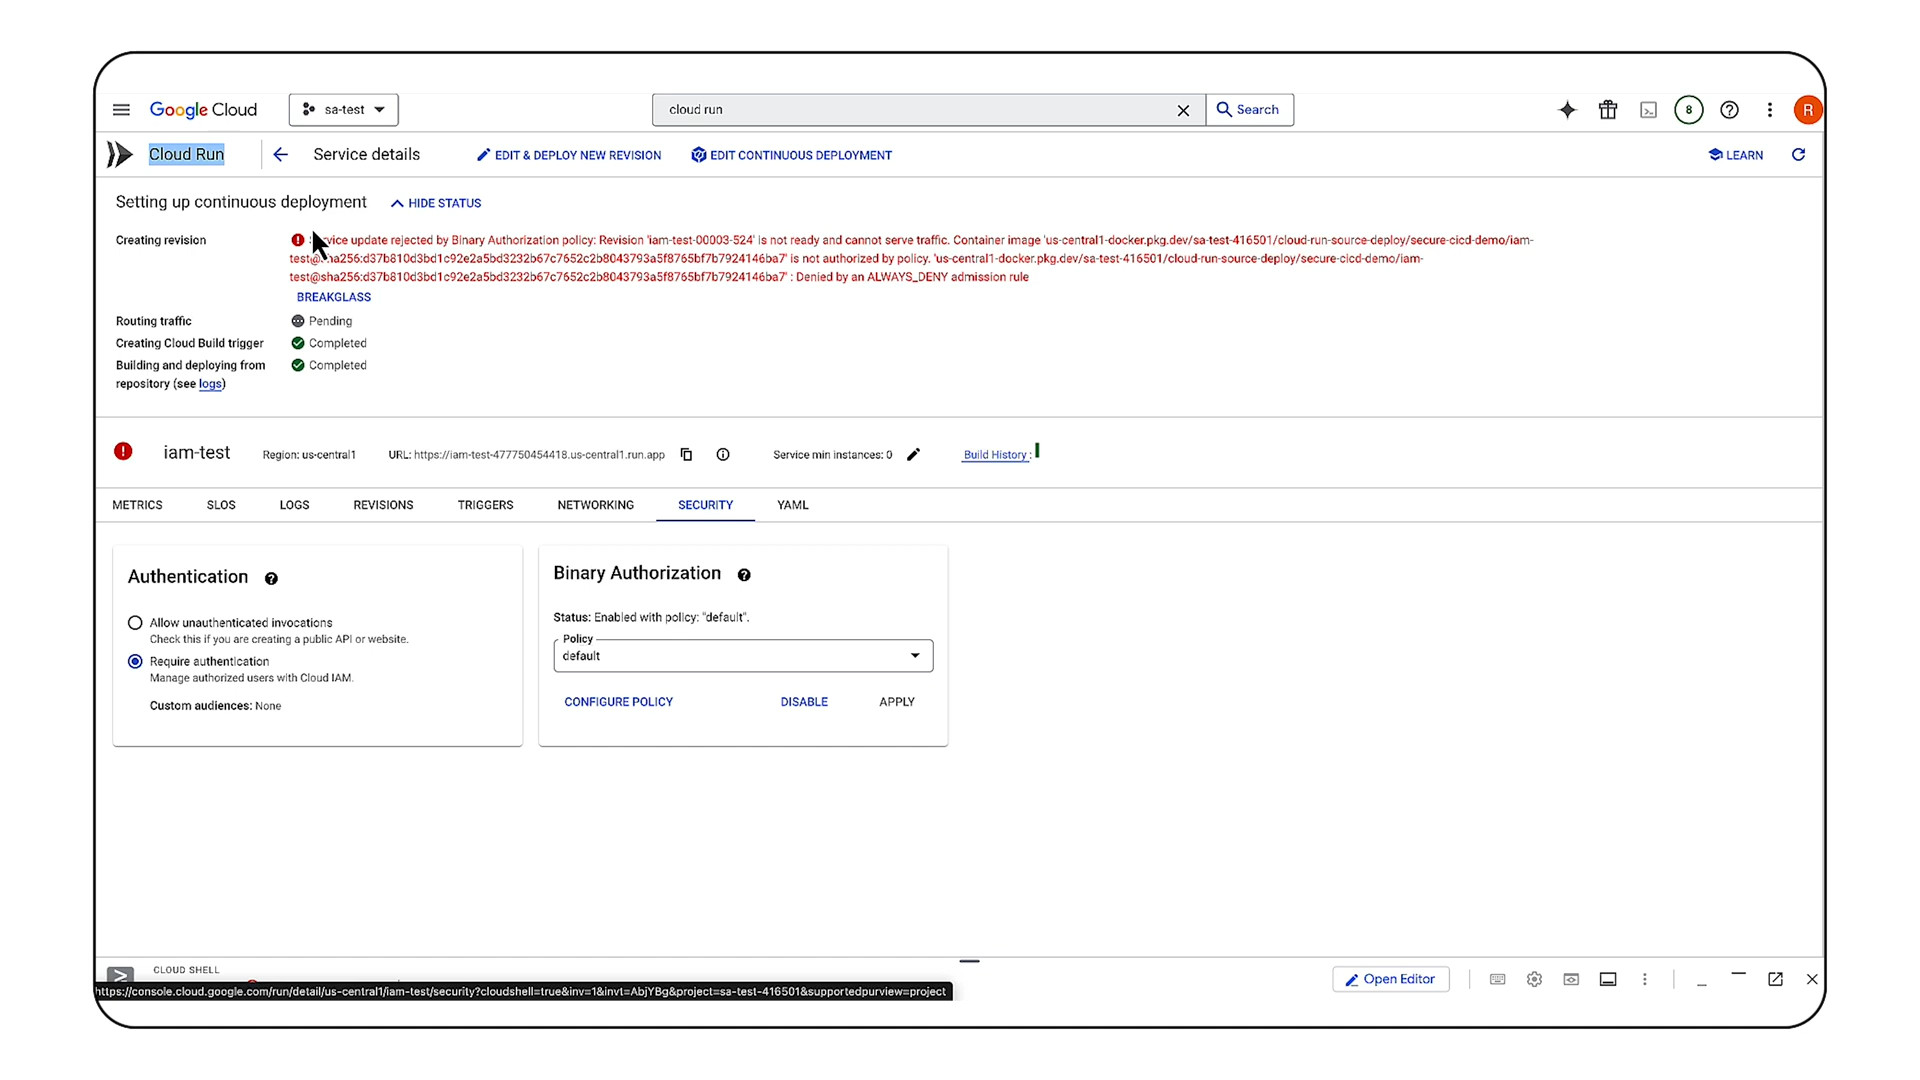 Google Cloud
sa-test
cloud run
Search
8
R
Cloud Run
Service details
EDIT & DEPLOY NEW REVISION
EDIT CONTINUOUS DEPLOYMENT
LEARN
Setting up continuous deployment
HIDE STATUS
Creating revision
vice update rejected by Binary Authorization policy: Revision 'iam-test-00003-524' is not ready and cannot serve traffic. Container image 'us-central1-docker.pkg.dev/sa-test-416501/cloud-run-source-deploy/secure-cicd-demo/iam-
test@sha256:d37b810d3bd1c92e2a5bd3232b67c7652c2b8043793a5f8765bf7b7924146ba7' is not authorized by policy. 'us-central1-docker.pkg.dev/sa-test-416501/cloud-run-source-deploy/secure-cicd-demo/iam-
test@sha256:d37b810d3bd1c92e2a5bd3232b67c7652c2b8043793a5f8765bf7b7924146ba7' : Denied by an ALWAYS_DENY admission rule
BREAKGLASS
Routing traffic
Pending
Creating Cloud Build trigger
Completed
Building and deploying from
repository (see logs)
Completed
iam-test
Region: us-central1
URL: https://iam-test-477750454418.us-central1.run.app
Service min instances: 0
Build History :
METRICS
SLOS
LOGS
REVISIONS
TRIGGERS
NETWORKING
SECURITY
YAML
Authentication
Allow unauthenticated invocations
Check this if you are creating a public API or website.
Require authentication
Manage authorized users with Cloud IAM.
Custom audiences: None
Binary Authorization
Status: Enabled with policy: "default".
Policy
default
CONFIGURE POLICY
DISABLE
APPLY
CLOUD SHELL
Open Editor
https://console.cloud.google.com/run/detail/us-central1/iam-test/security?cloudshell=true&inv=1&invt=AbjYBg&project=sa-test-416501&supportedpurview=project